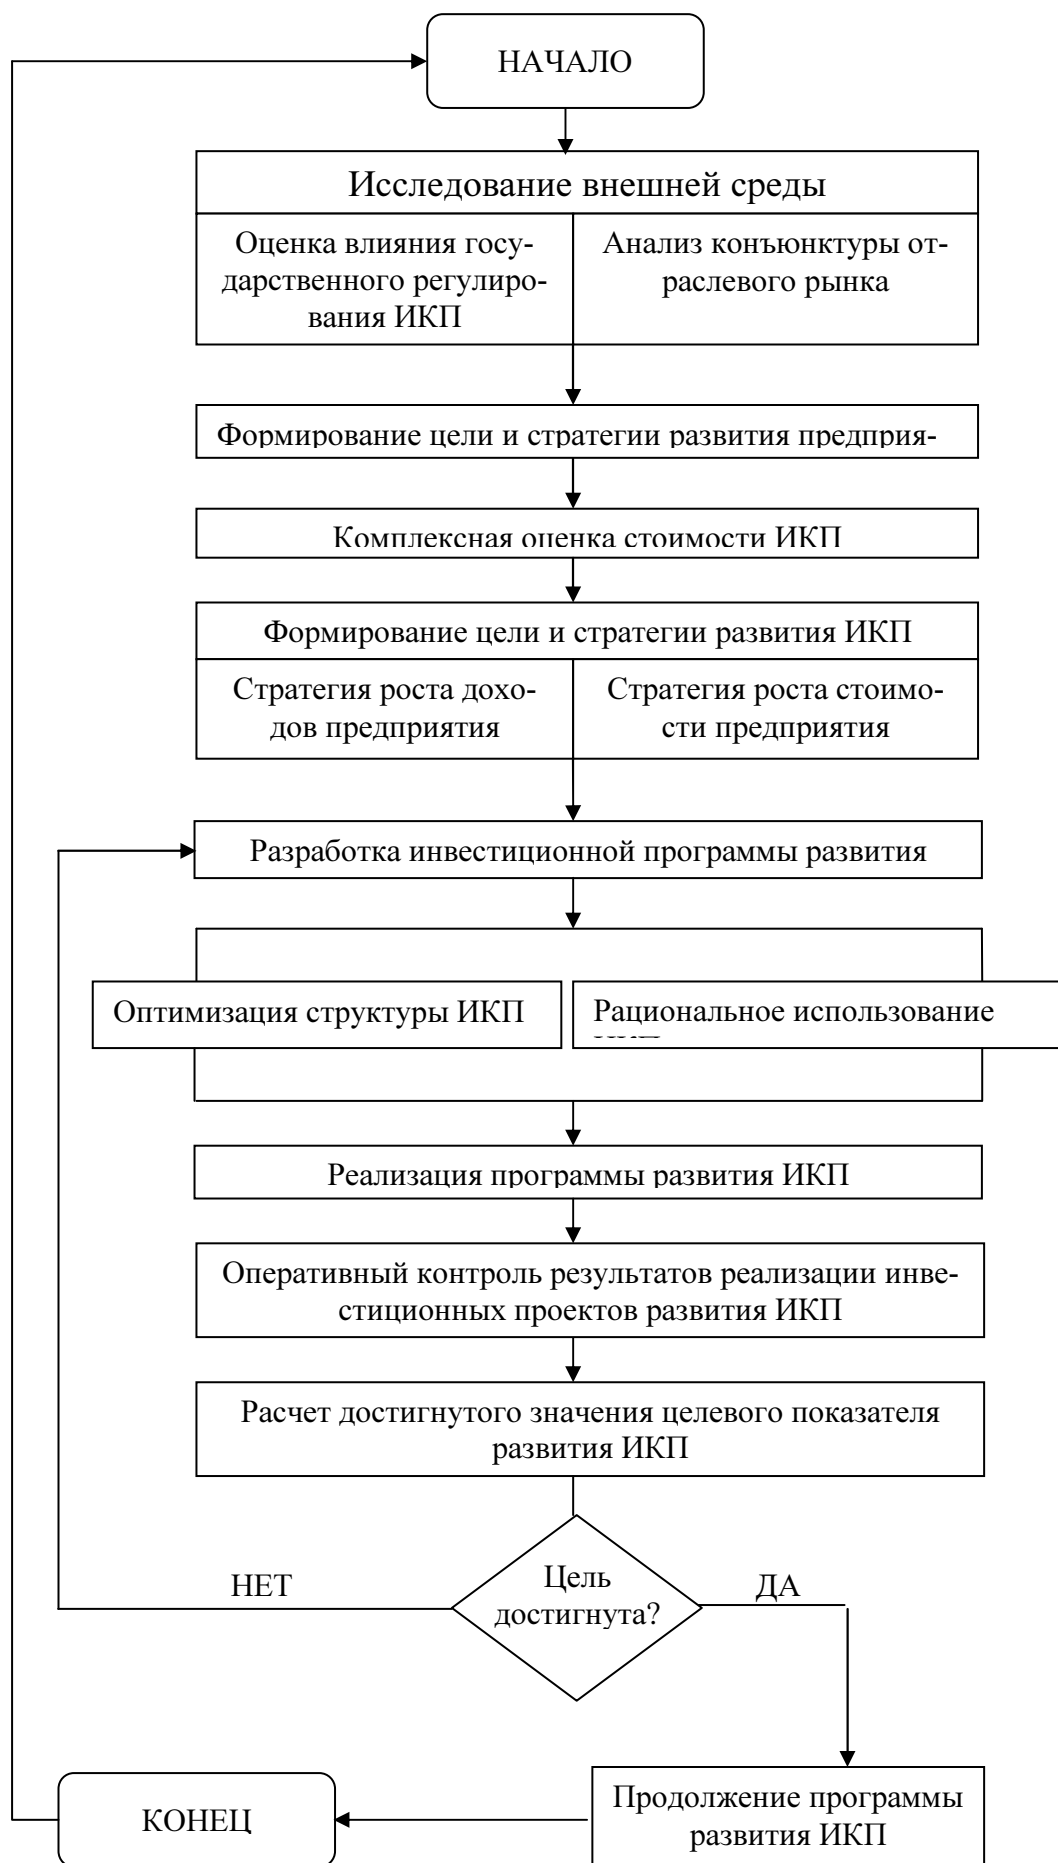 НАЧАЛО
Исследование внешней среды
Оценка влияния госу-
дарственного регулиро-
вания ИКП
Анализ конъюнктуры от-
раслевого рынка
Формирование цели и стратегии развития предприя-
Комплексная оценка стоимости ИКП
Формирование цели и стратегии развития ИКП
Стратегия роста дохо-
дов предприятия
Стратегия роста стоимо-
сти предприятия
Разработка инвестиционной программы развития
Оптимизация структуры ИКП
Рациональное использование
Реализация программы развития ИКП
Оперативный контроль результатов реализации инве-
стиционных проектов развития ИКП
Расчет достигнутого значения целевого показателя
развития ИКП
Цель
достигнута?
НЕТ
ДА
Продолжение программы
развития ИКП
КОНЕЦ